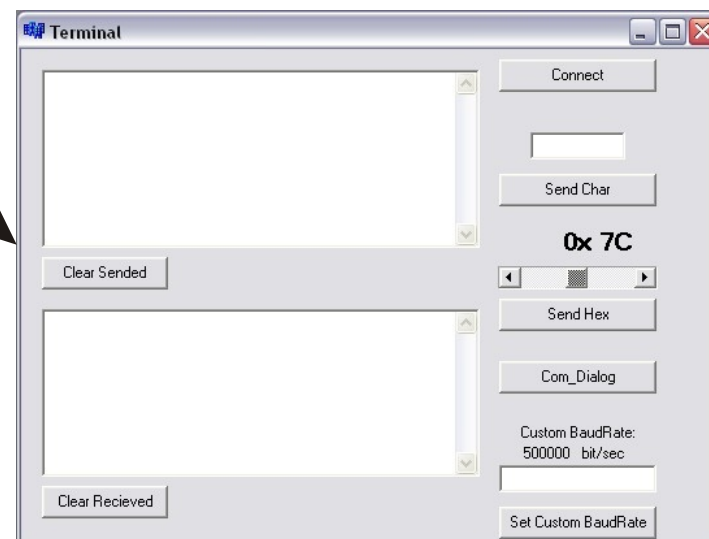 Terminal
Connect
Send Char
0x 7C
Clear Sended
Send Hex
Com_Dialog
Custom BaudRate:
500000 bit/sec
Clear Recieved
Set Custom BaudRate